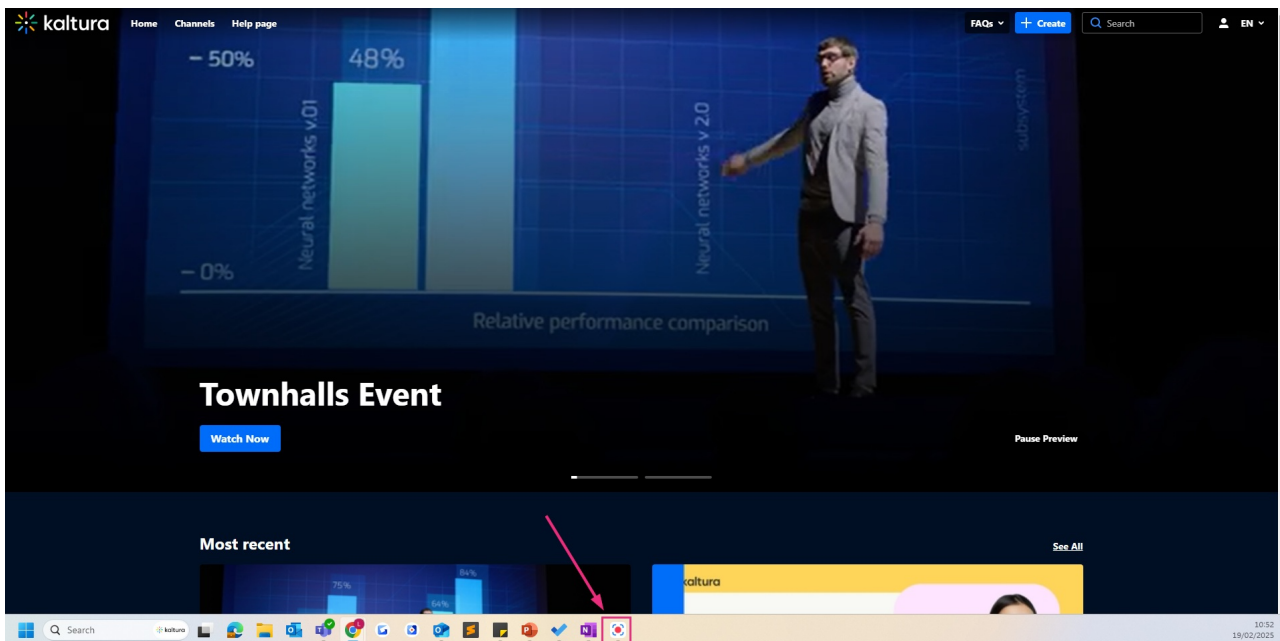 kaltura Home Channels Help page FAQs + Create Search EN
– 50%
48%
Neural networks v.01
Neural networks v 2.0
subsystem
– 0%
Relative performance comparison
Townhalls Event
Watch Now
Pause Preview
Most recent
See All
75%
84%
64%
kaltura
Search
kaltura
10:52
19/02/2025